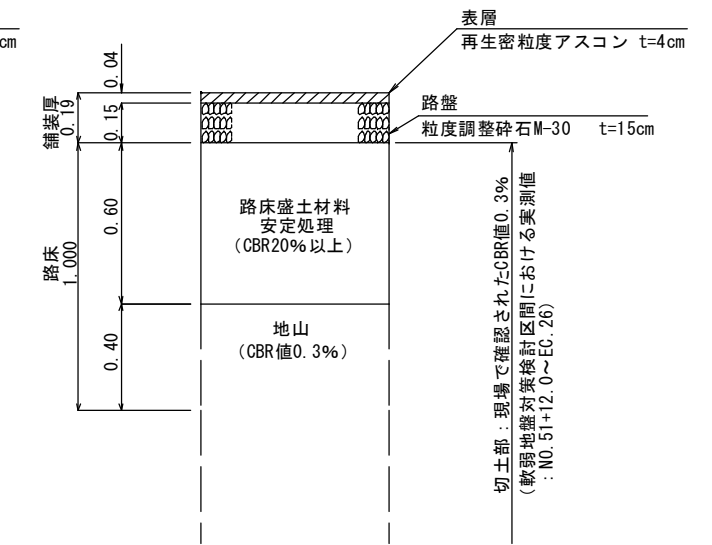 cm
表層
再生密粒度アスコン t=4cm
路盤
粒度調整砕石M-30 t=15cm
0.04
舗装厚
0.19
0.15
路床盛土材料
安定処理
(CBR20%以上)
0.60
路床
1.000
地山
(CBR値0.3%)
0.40
切土部：現場で確認されたCBR値0.3%
(軟弱地盤対策検討区間における実測値
：NO.51+12.0～EC.26)